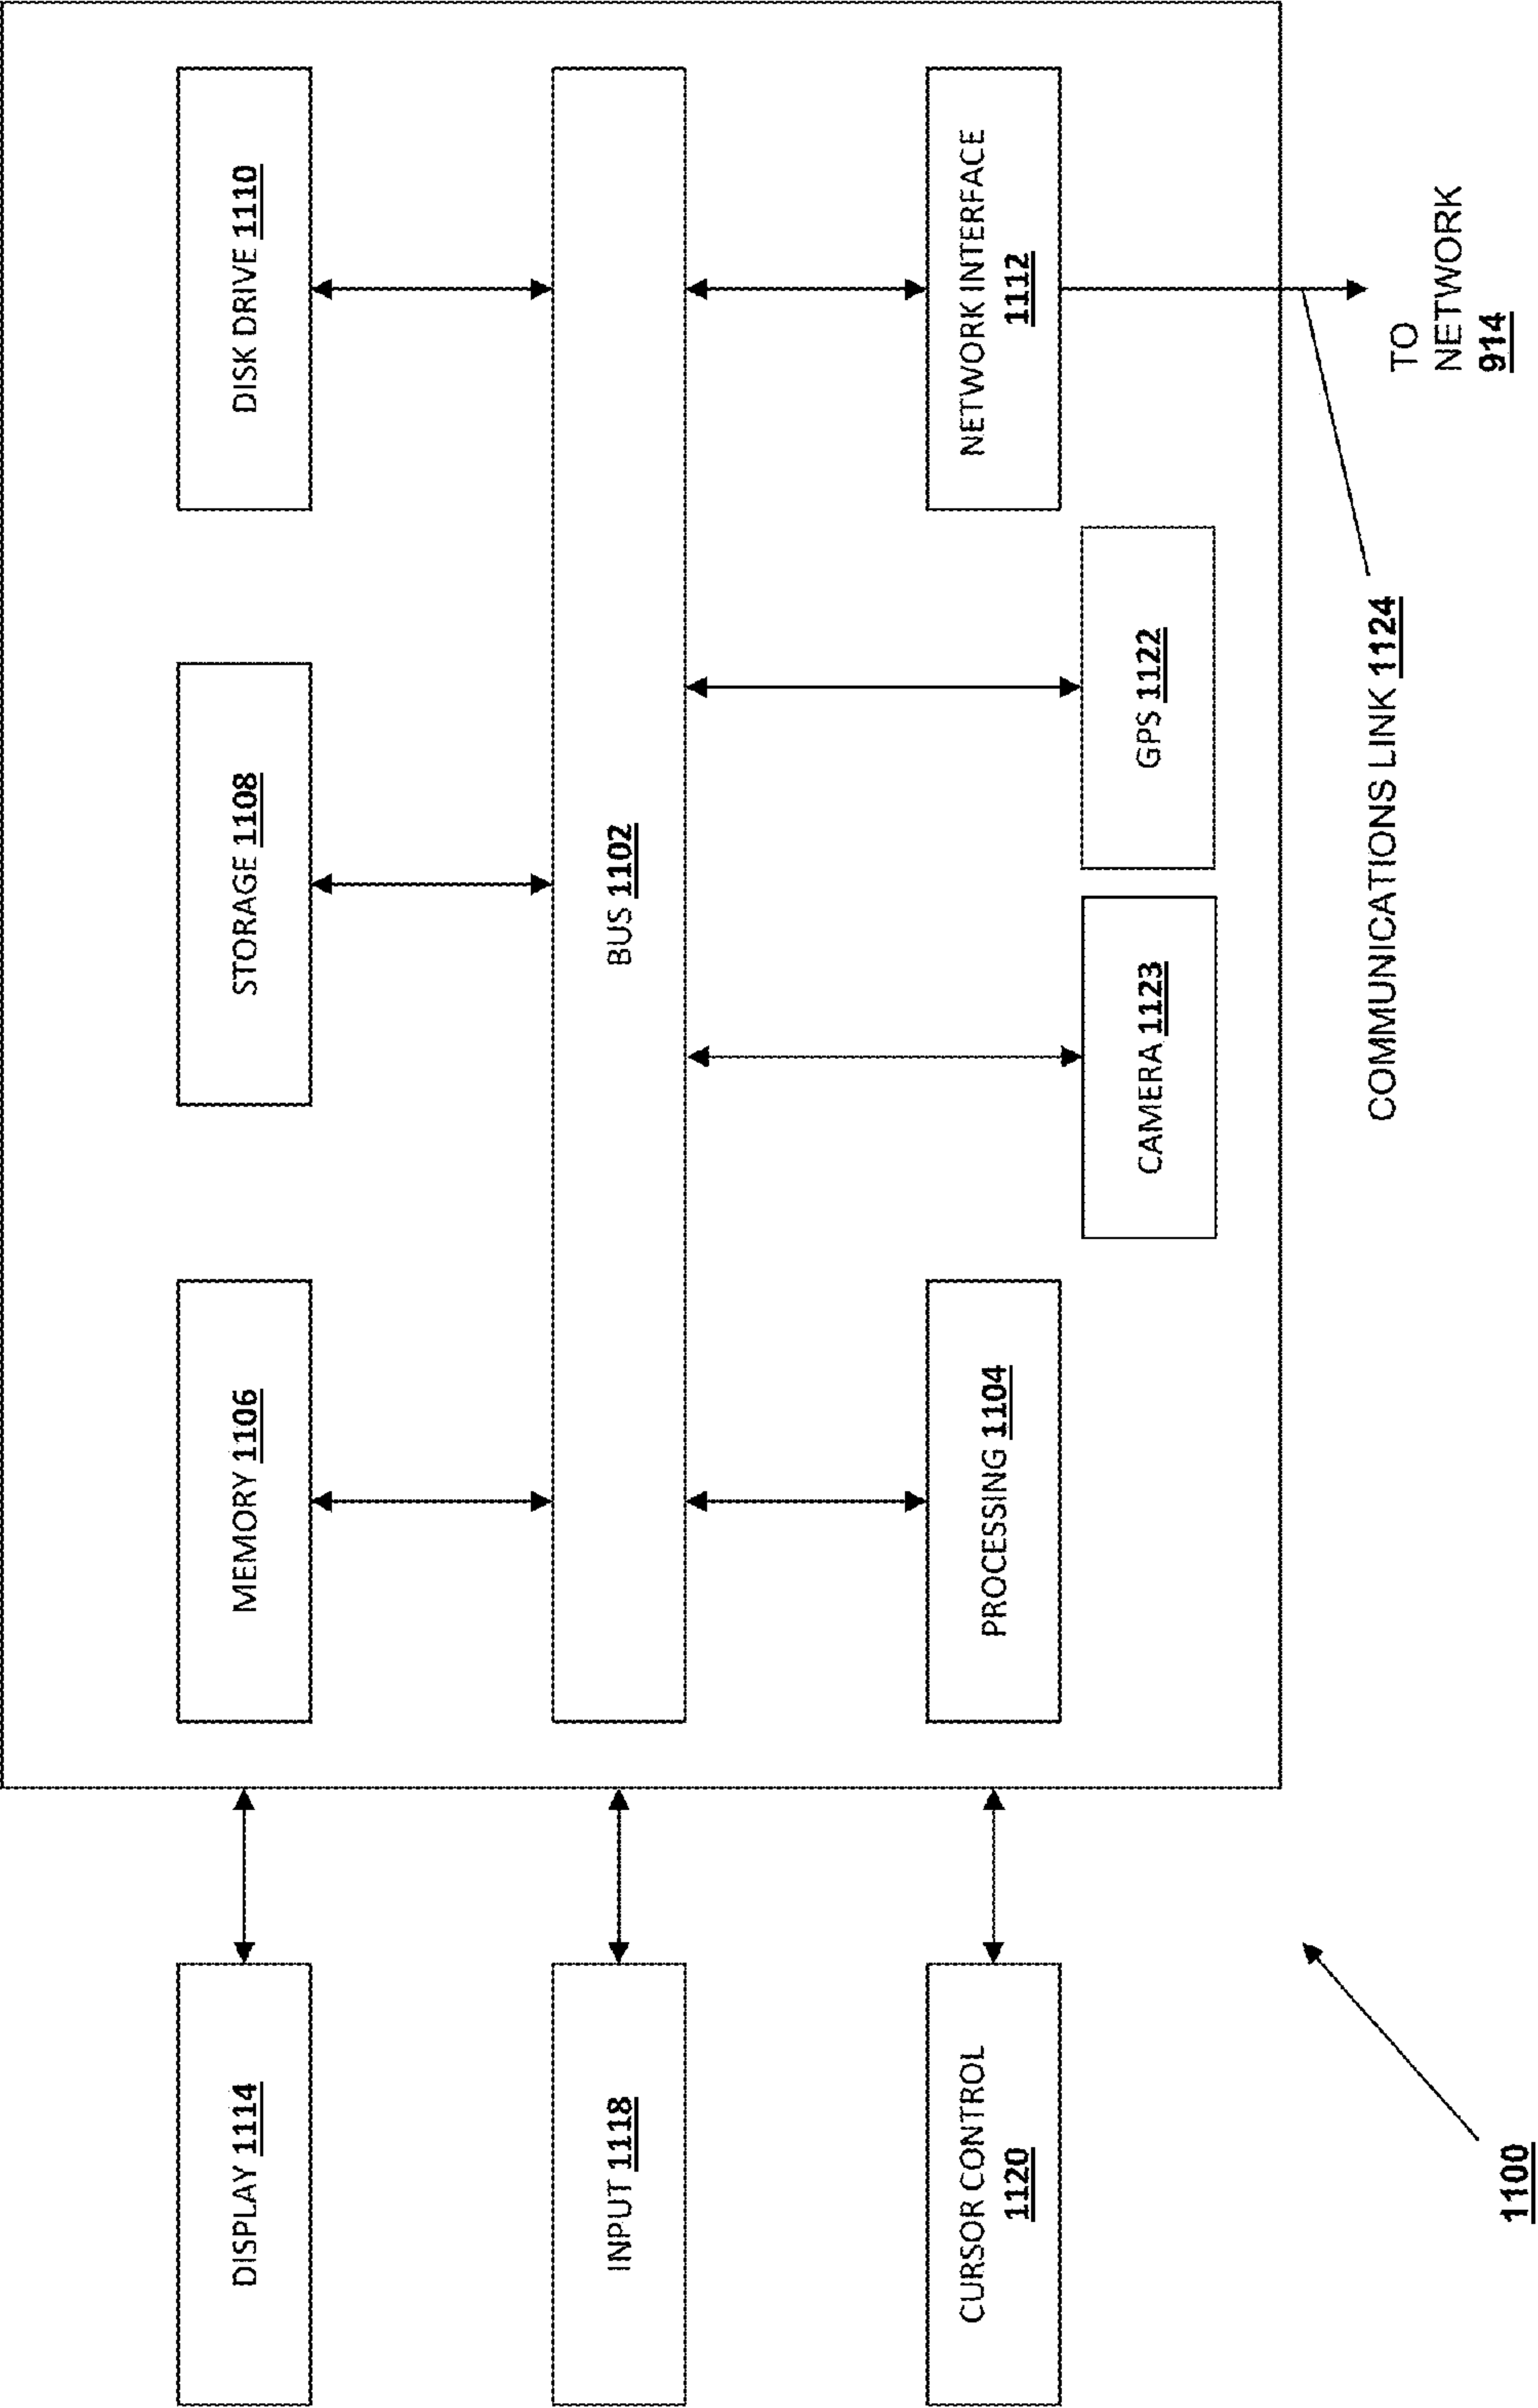 MEMORY 1106
STORAGE 1108
DISK DRIVE 1110
DISPLAY 1114
INPUT 1118
BUS 1102
CURSOR CONTROL
1120
PROCESSING 1104
NETWORK INTERFACE
1112
CAMERA 1123
GPS 1122
COMMUNICATIONS LINK 1124
TO
NETWORK
914
1100